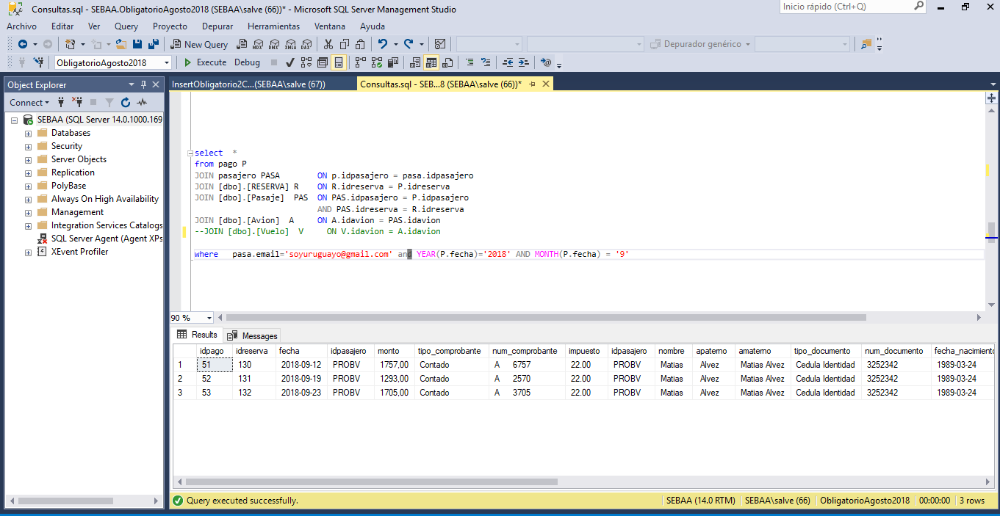 Consultas.sql - SEBAA.ObligatorioAgosto2018 (SEBAA\salve (66))* - Microsoft SQL Server Management Studio
Inicio rápido (Ctrl+Q)
Archivo Editar Ver Query Proyecto Depurar Herramientas Ventana Ayuda
New Query MDX DMX XMLA DAX Depurador genérico
ObligatorioAgosto2018 Execute Debug
Object Explorer
InsertObligatorio2C...(SEBAA\salve (67)) Consultas.sql - SEB...8 (SEBAA\salve (66))*
Connect
SEBAA (SQL Server 14.0.1000.169
Databases
Security
Server Objects
Replication
PolyBase
Always On High Availability
Management
Integration Services Catalogs
SQL Server Agent (Agent XPs
XEvent Profiler
select *
from pago P
JOIN pasajero PASA ON p.idpasajero = pasa.idpasajero
JOIN [dbo].[RESERVA] R ON R.idreserva = P.idreserva
JOIN [dbo].[Pasaje] PAS ON PAS.idpasajero = P.idpasajero
AND PAS.idreserva = R.idreserva
JOIN [dbo].[Avion] A ON A.idavion = PAS.idavion
--JOIN [dbo].[Vuelo] V ON V.idavion = A.idavion
where pasa.email='soyuruguayo@gmail.com' and YEAR(P.fecha)='2018' AND MONTH(P.fecha) = '9'
90 %
Results Messages
idpago idreserva fecha idpasajero monto tipo_comprobante num_comprobante impuesto idpasajero nombre apaterno amaterno tipo_documento num_documento fecha_nacimiento
1 51 130 2018-09-12 PROBV 1757,00 Contado A 6757 22.00 PROBV Matias Alvez Matias Alvez Cedula Identidad 3252342 1989-03-24
2 52 131 2018-09-19 PROBV 1293,00 Contado A 2570 22.00 PROBV Matias Alvez Matias Alvez Cedula Identidad 3252342 1989-03-24
3 53 132 2018-09-23 PROBV 1705,00 Contado A 3705 22.00 PROBV Matias Alvez Matias Alvez Cedula Identidad 3252342 1989-03-24
Query executed successfully. SEBAA (14.0 RTM) SEBAA\salve (66) ObligatorioAgosto2018 00:00:00 3 rows